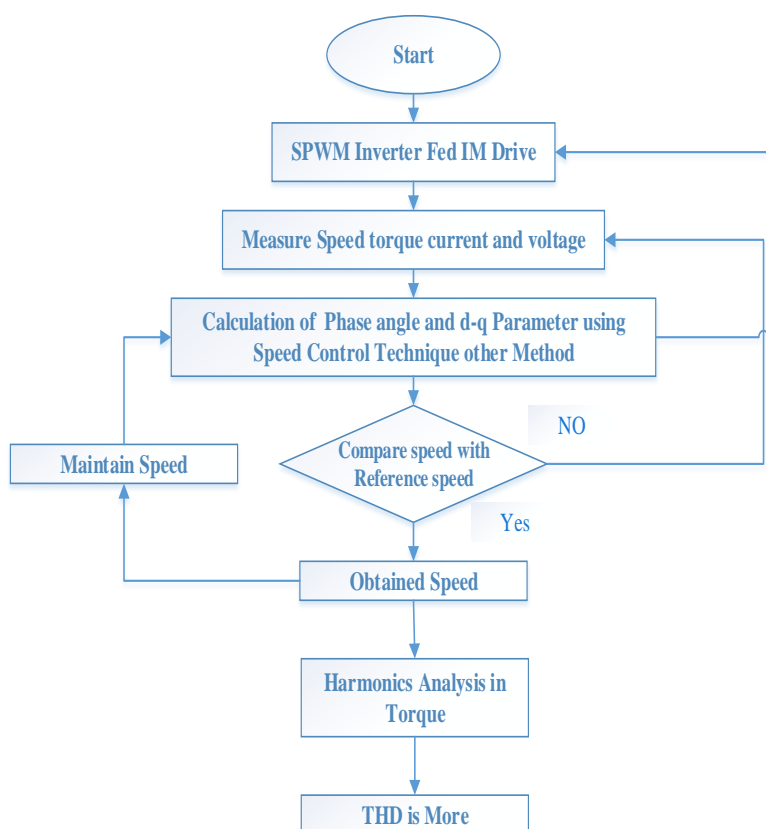 Start
SPWM Inverter Fed IM Drive
Measure Speed torque current and voltage
Calculation of Phase angle and d-q Parameter using
Speed Control Technique other Method
NO
Compare speed with
Reference speed
Maintain Speed
Yes
Obtained Speed
Harmonics Analysis in
Torque
THD is More